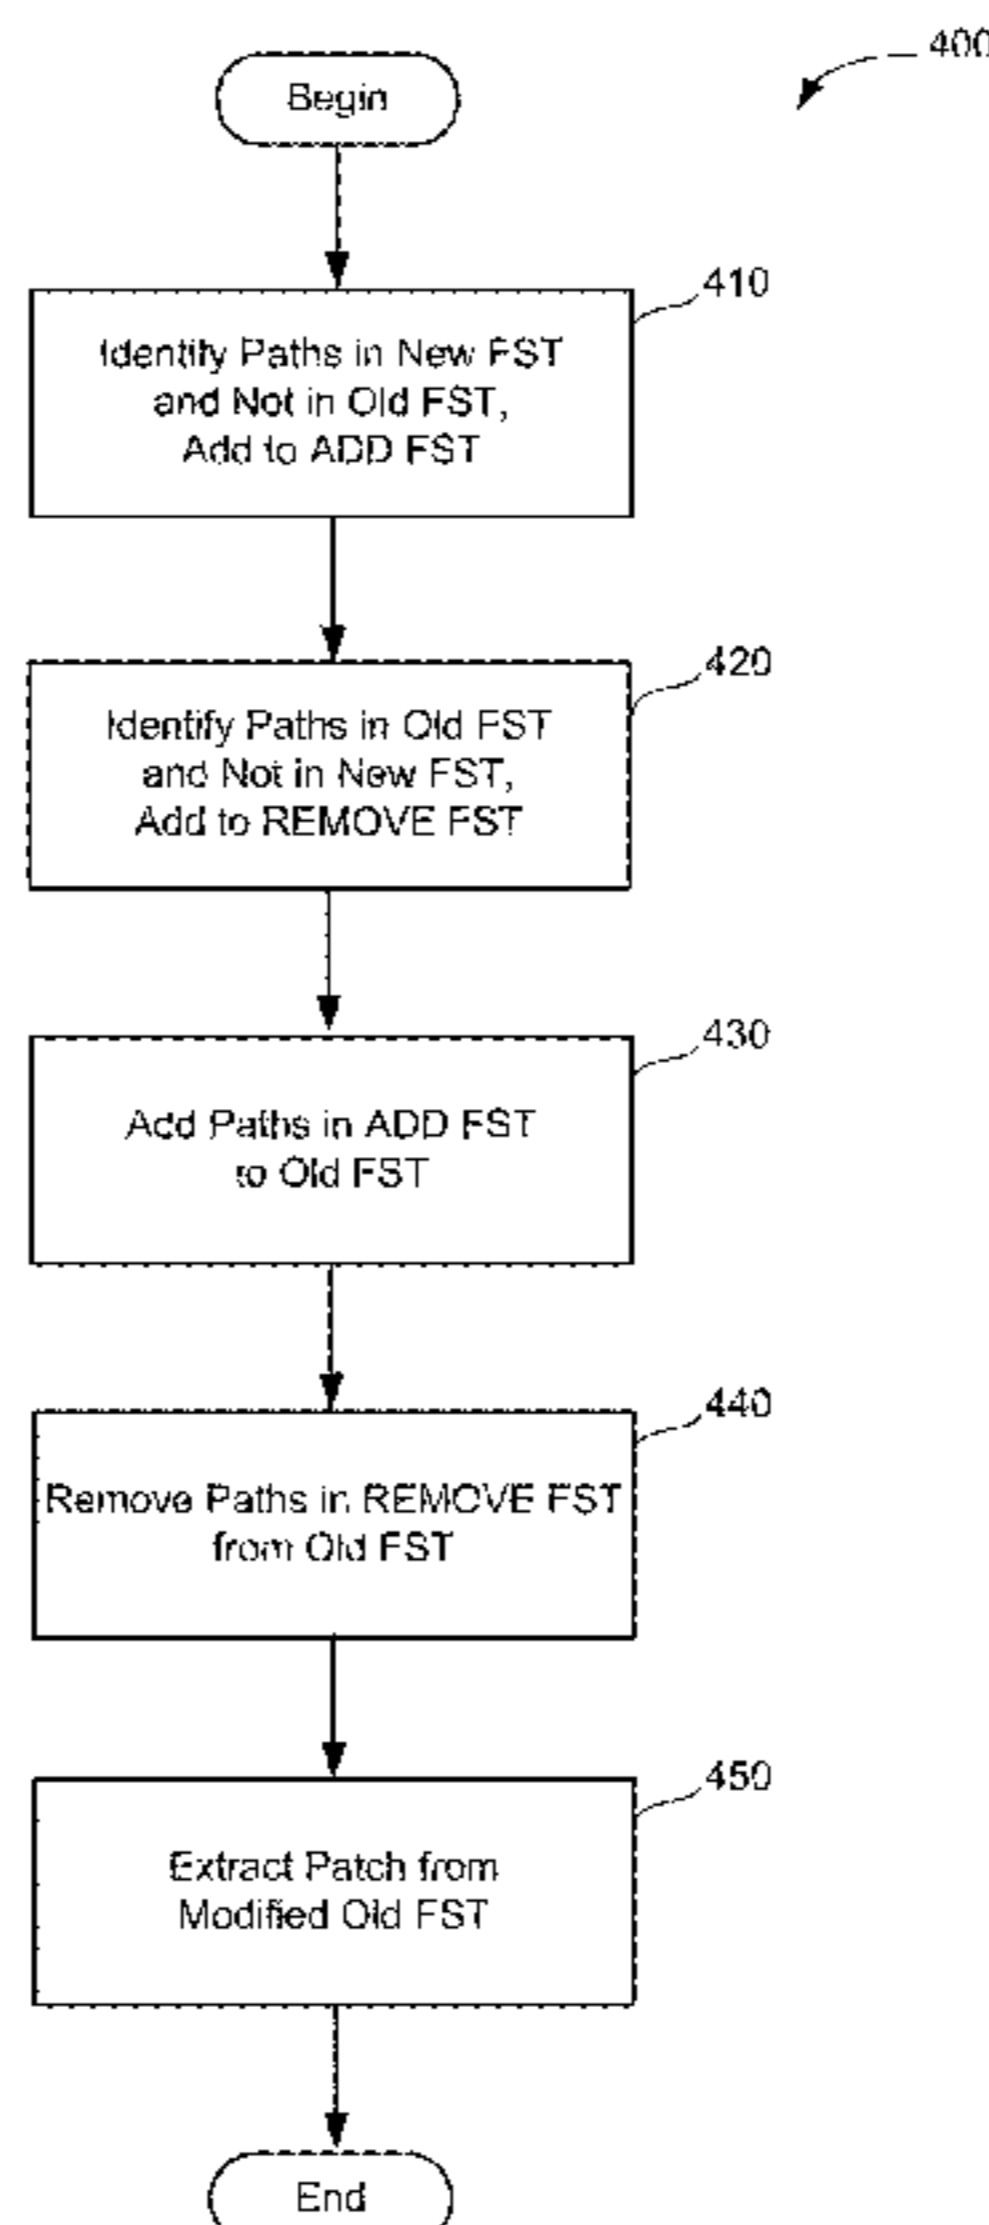 400
Begin
410
Identify Paths in New FST
and Not in Old FST,
Add to ADD FST
420
Identify Paths in Old FST
and Not in New FST,
Add to REMOVE FST
430
Add Paths in ADD FST
to Old FST
440
Remove Paths in REMOVE FST
from Old FST
450
Extract Patch from
Modified Old FST
End